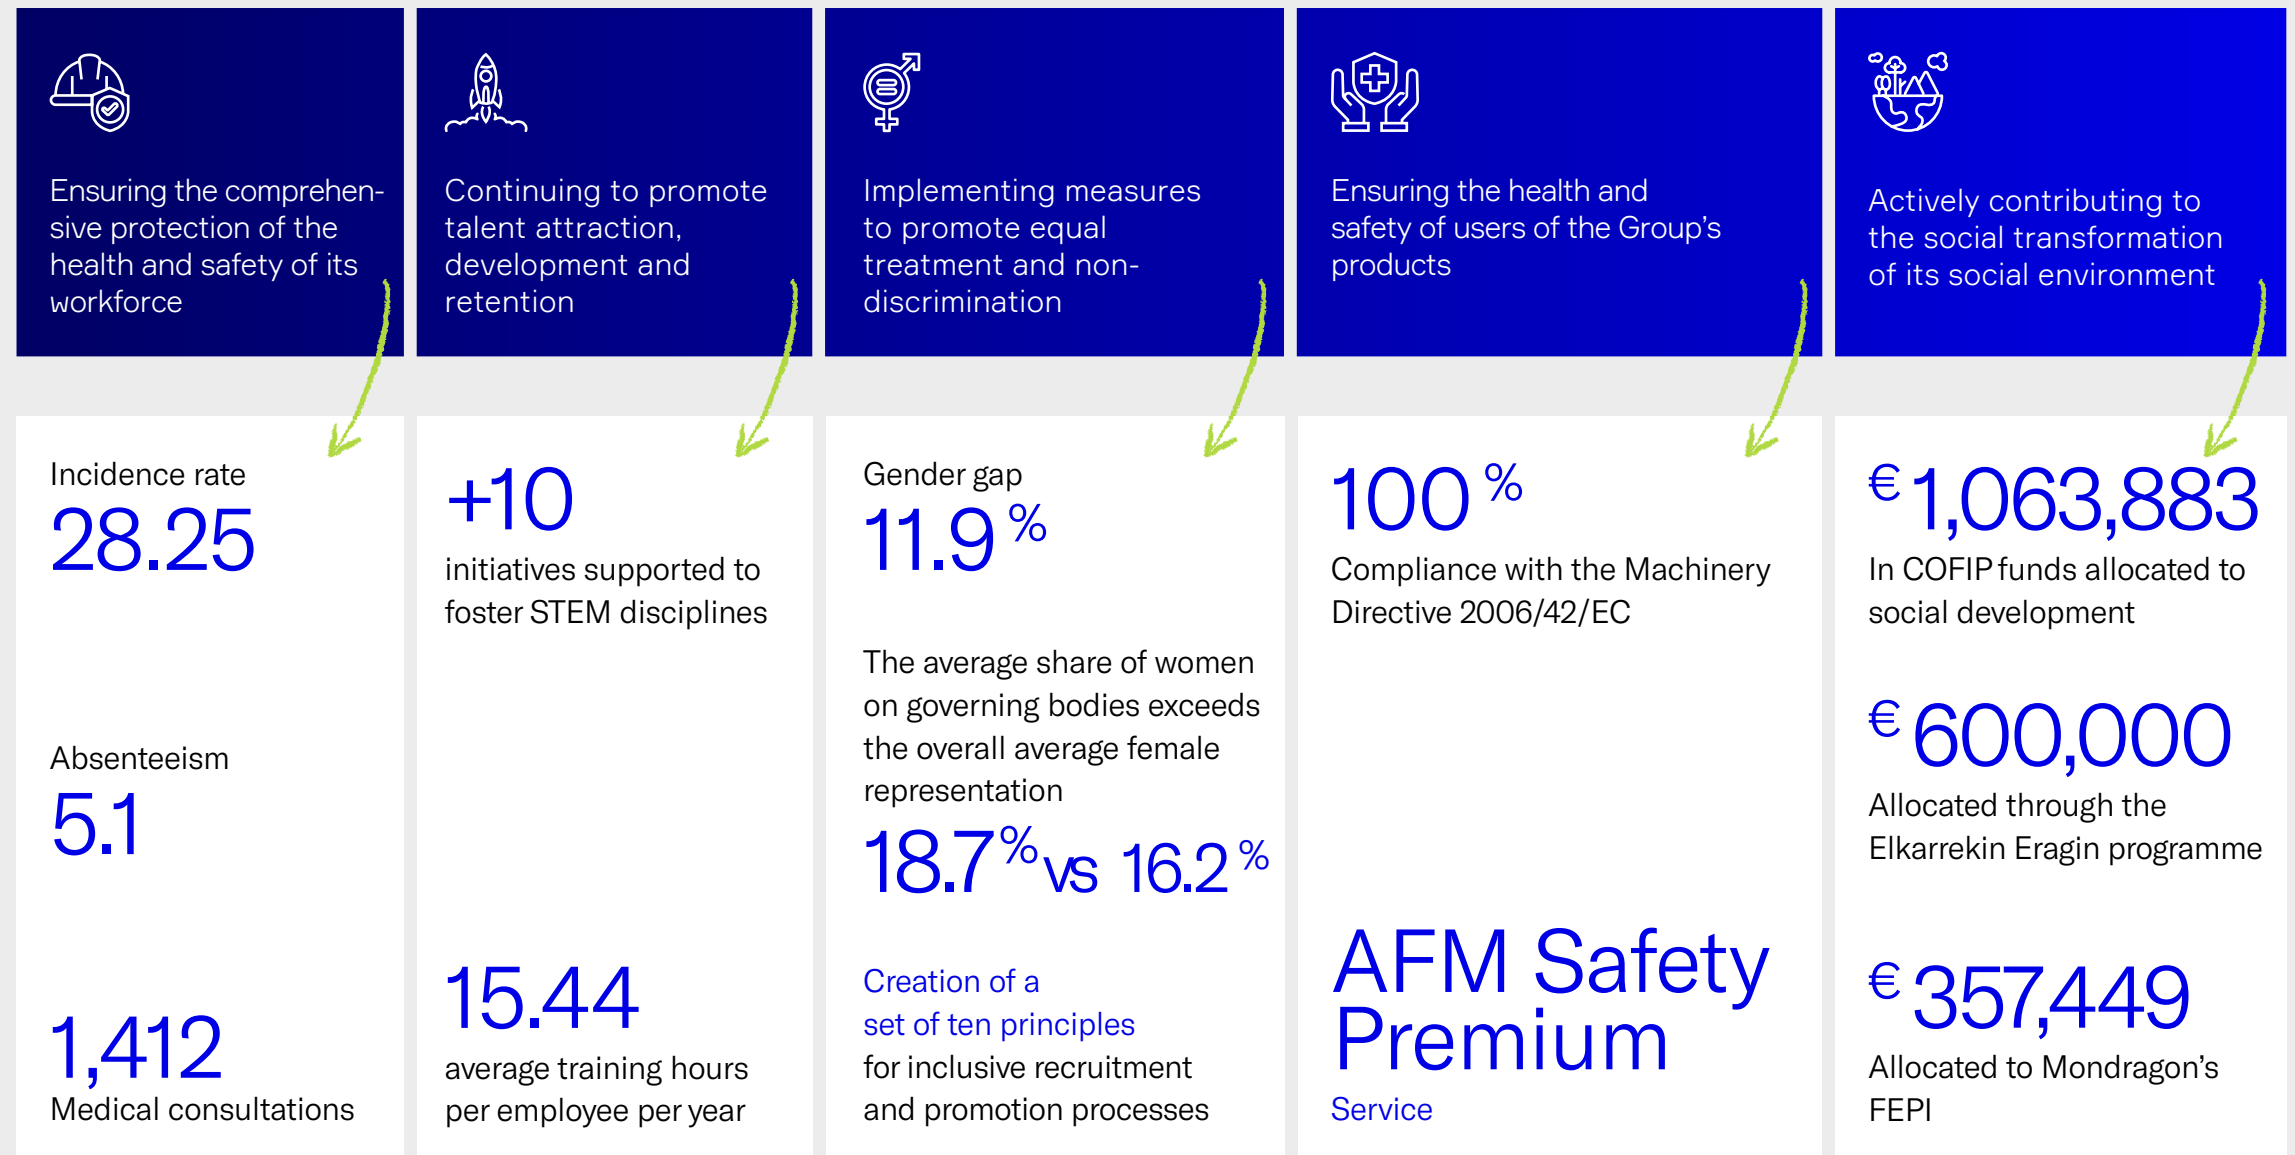 Ensuring the comprehen-
sive protection of the
health and safety of its
workforce
Continuing to promote
talent attraction,
development and
retention
Implementing measures
to promote equal
treatment and non-
discrimination
Ensuring the health and
safety of users of the Group's
products
Actively contributing to
the social transformation
of its social environment
Incidence rate
28.25
Absenteeism
5.1
1,412
Medical consultations
+10
initiatives supported to
foster STEM disciplines
15.44
average training hours
per employee per year
Gender gap
11.9 %
The average share of women
on governing bodies exceeds
the overall average female
representation
18.7 % vs 16.2 %
Creation of a
set of ten principles
for inclusive recruitment
and promotion processes
100 %
Compliance with the Machinery
Directive 2006/42/EC
AFM Safety
Premium
Service
€ 1,063,883
In COFIP funds allocated to
social development
€ 600,000
Allocated through the
Elkarrekin Eragin programme
€ 357,449
Allocated to Mondragon's
FEPI